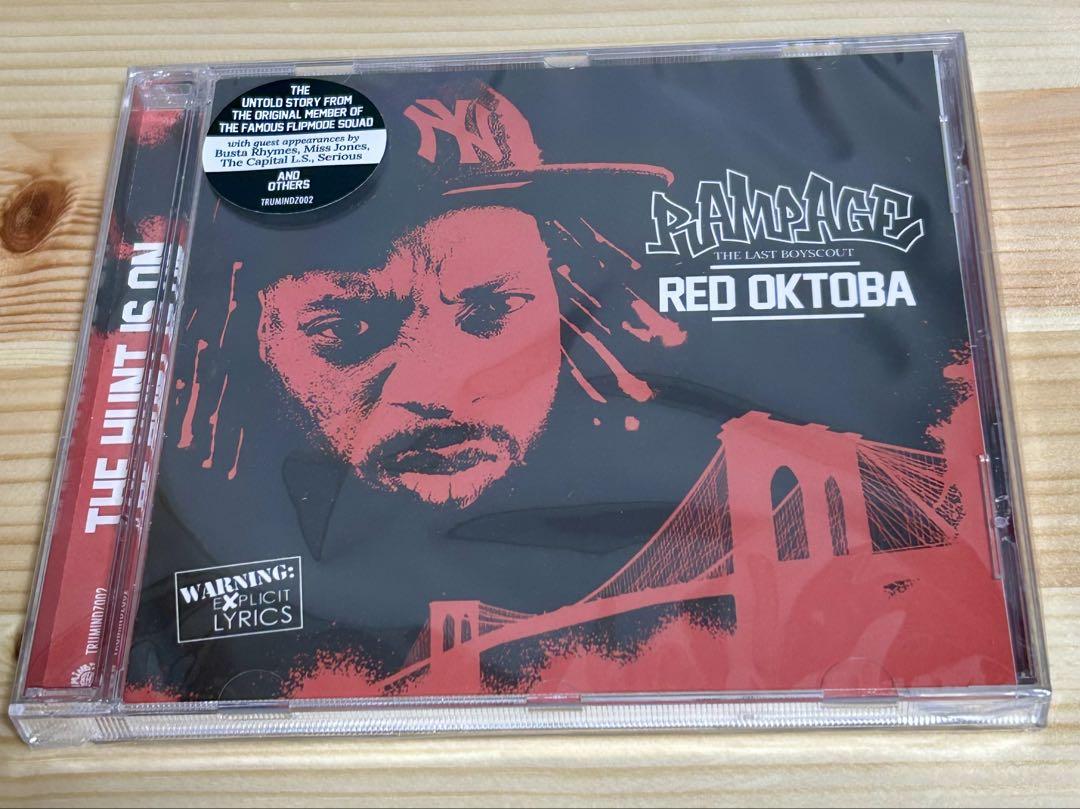 THE
UNTOLD STORY FROM
THE ORIGINAL MEMBER OF
THE FAMOUS FLIPMODE SQUAD
with guest appearances by
Busta Rhymes, Miss Jones,
The Capital L.S., Serious
AND
OTHERS
TRUMINDZ002
NY
RAMPAGE
THE LAST BOYSCOUT
RED OKTOBA
WARNING:
EXPLICIT
LYRICS
THE HUNT IS ON
TRUMINDZ002